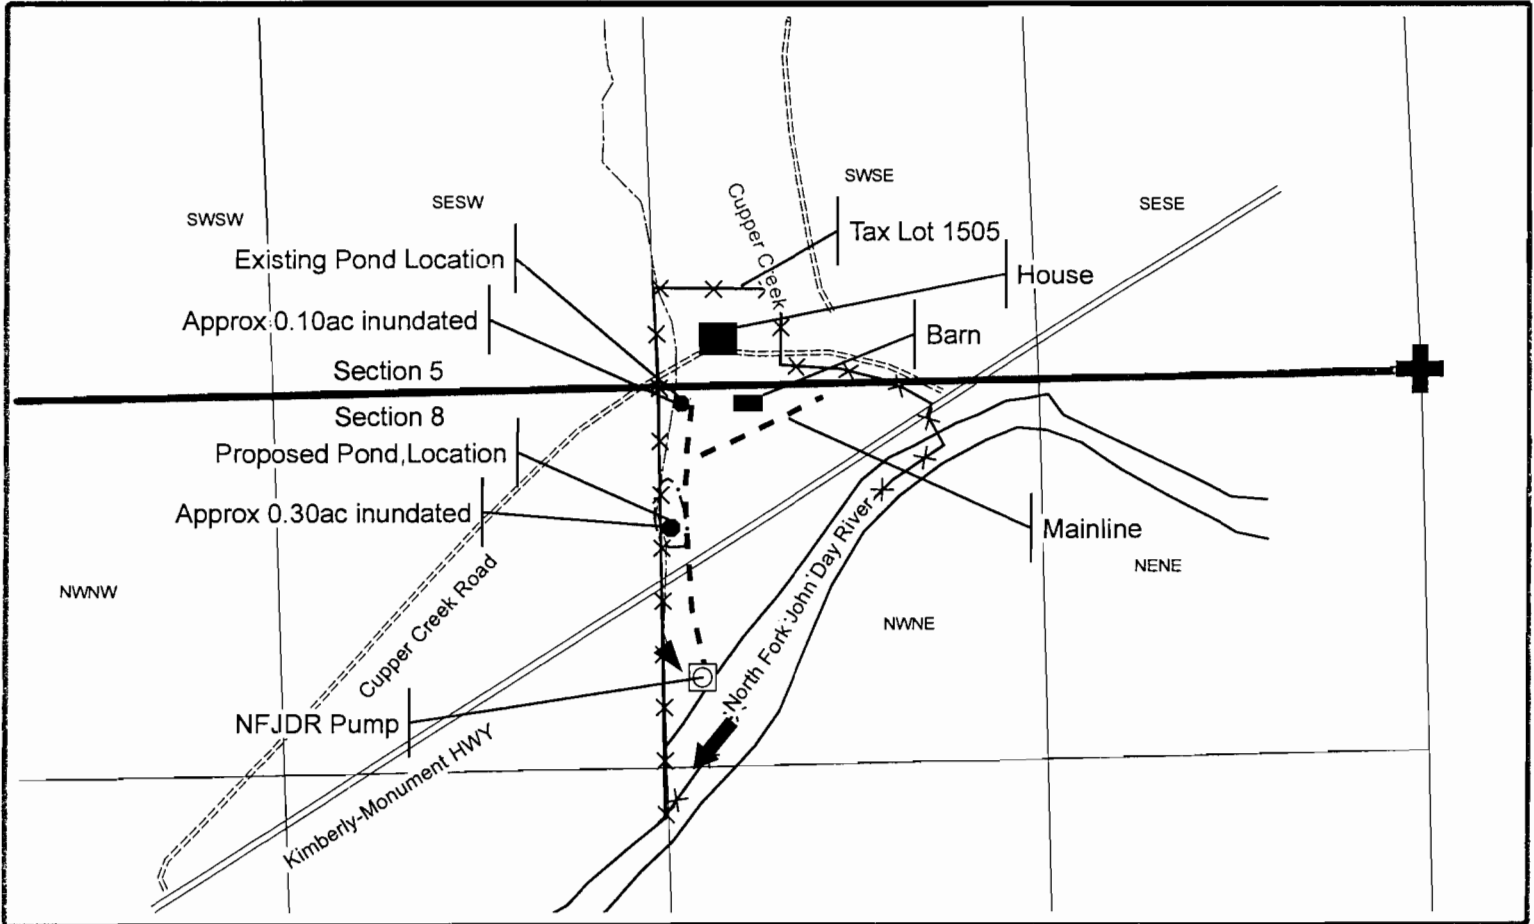 SWSW
SESW
SWSE
SESE
Cupper Creek
Tax Lot 1505
Existing Pond Location
House
Approx 0.10ac inundated
Barn
Section 5
Section 8
Proposed Pond Location
Approx 0.30ac inundated
Mainline
NENE
NWNW
NWNE
Cupper Creek Road
North Fork John Day River
NFJDR Pump
Kimberly-Monument HWY